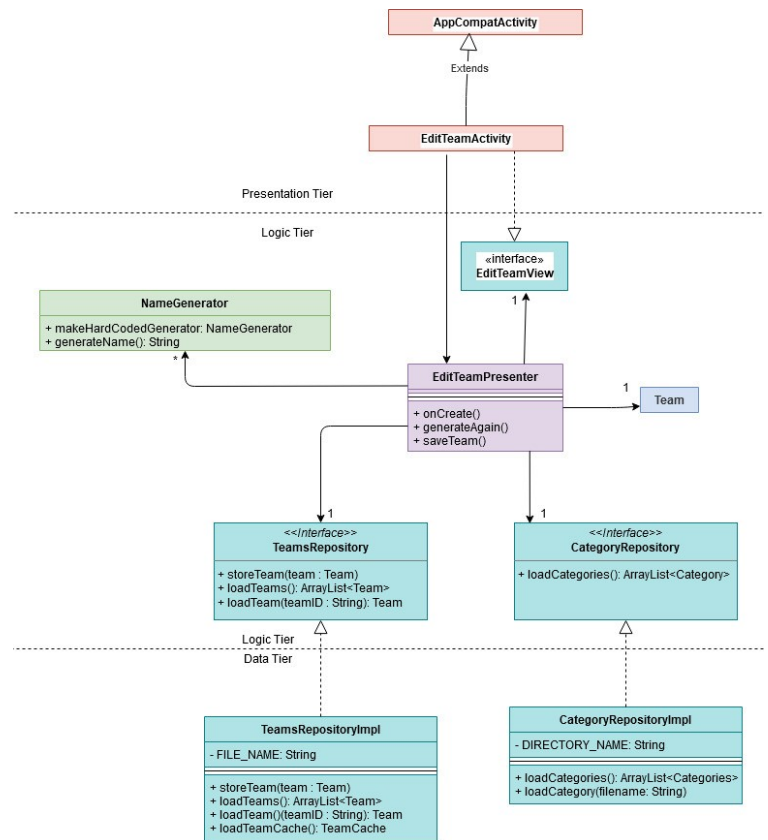 AppCompatActivity
Extends
EditTeamActivity
Presentation Tier
Logic Tier
«interface»
EditTeamView
1
NameGenerator
+ makeHardCodedGenerator: NameGenerator
+ generateName(): String
*
EditTeamPresenter
+ onCreate()
+ generateAgain()
+ saveTeam()
1
Team
1
1
<<Interface>>
TeamsRepository
+ storeTeam(team : Team)
+ loadTeams(): ArrayList<Team>
+ loadTeam(teamID : String): Team
<<Interface>>
CategoryRepository
+ loadCategories(): ArrayList<Category>
Logic Tier
Data Tier
TeamsRepositoryImpl
- FILE_NAME: String
+ storeTeam(team : Team)
+ loadTeams(): ArrayList<Team>
+ loadTeam()(teamID : String): Team
+ loadTeamCache(): TeamCache
CategoryRepositoryImpl
- DIRECTORY_NAME: String
+ loadCategories(): ArrayList<Categories>
+ loadCategory(filename: String)